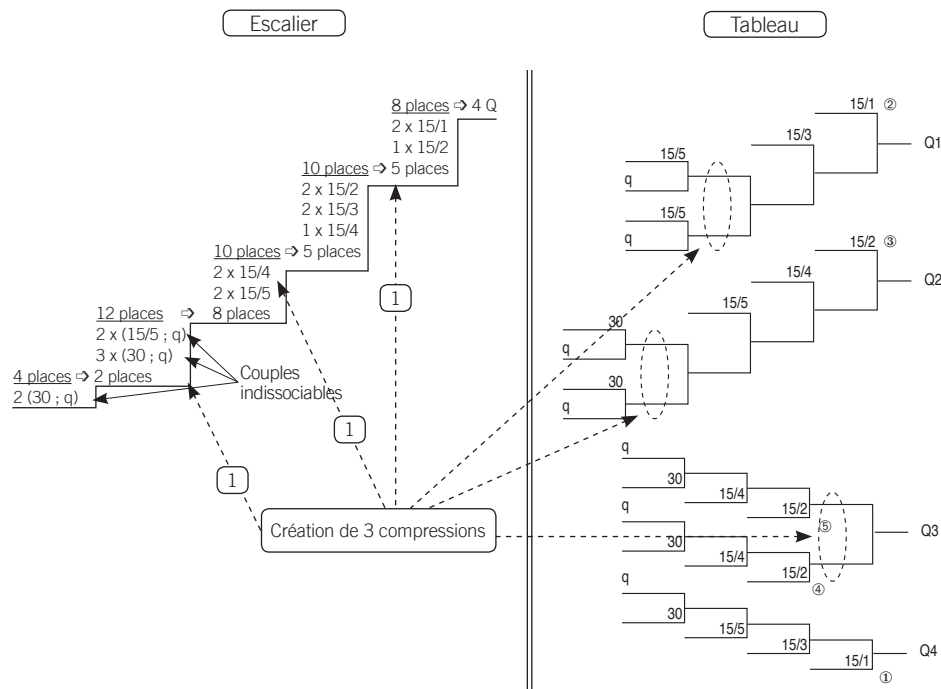 Escalier
Tableau
8 places ➩ 4 Q
2 x 15/1
1 x 15/2
10 places ➩ 5 places
2 x 15/2
2 x 15/3
1 x 15/4
10 places ➩ 5 places
2 x 15/4
2 x 15/5
12 places ➩ 8 places
2 x (15/5 ; q)
3 x (30 ; q)
4 places ➩ 2 places
2 (30 ; q)
Couples
indissociables
1
1
1
Création de 3 compressions
15/1 ②
15/3
Q1
15/5
q
15/5
q
15/2 ③
15/4
Q2
15/5
30
q
30
q
q
30
15/4
q
15/2
⑤
Q3
30
15/4
15/2
q
④
30
15/5
15/3
Q4
15/1
①